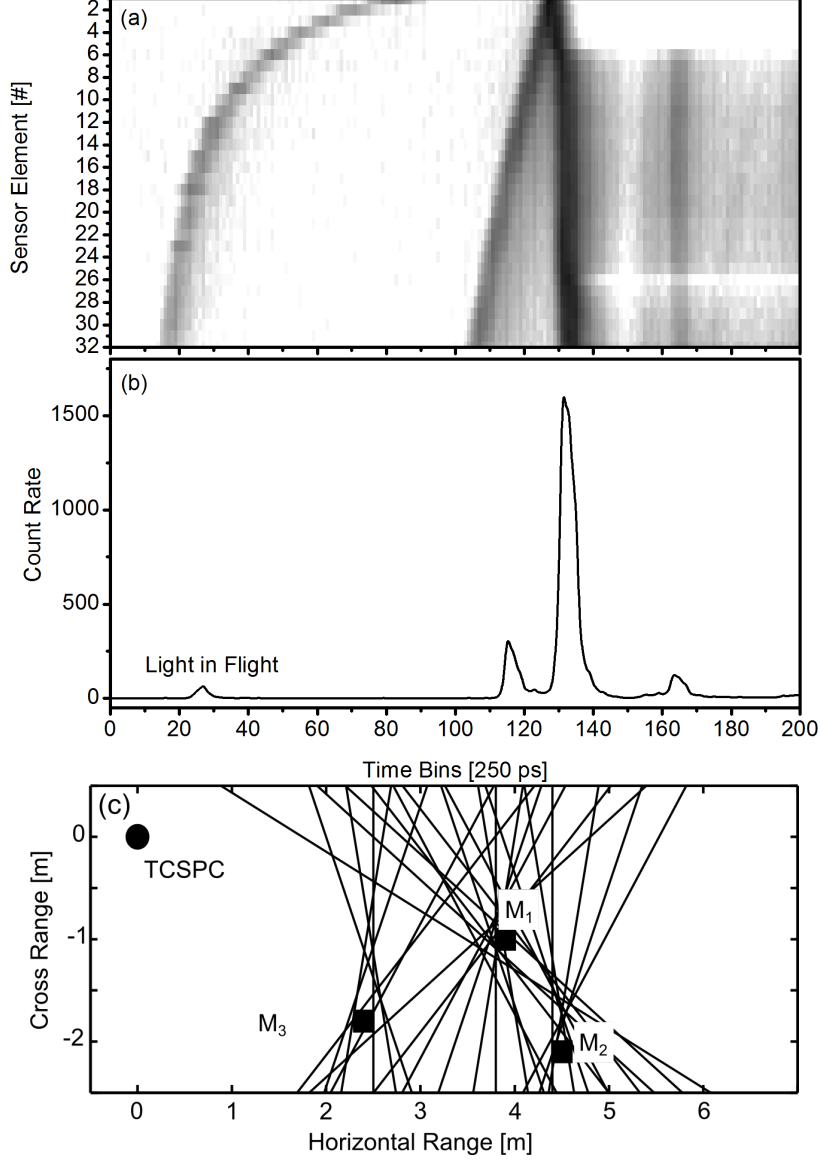 (a)
Sensor Element [#]
2
4
6
8
10
12
14
16
18
20
22
24
26
28
30
32
(b)
Count Rate
1500
1000
500
0
Light in Flight
0 20 40 60 80 100 120 140 160 180 200
Time Bins [250 ps]
(c)
Cross Range [m]
0
-1
-2
TCSPC
M₁
M₃
M₂
0 1 2 3 4 5 6
Horizontal Range [m]